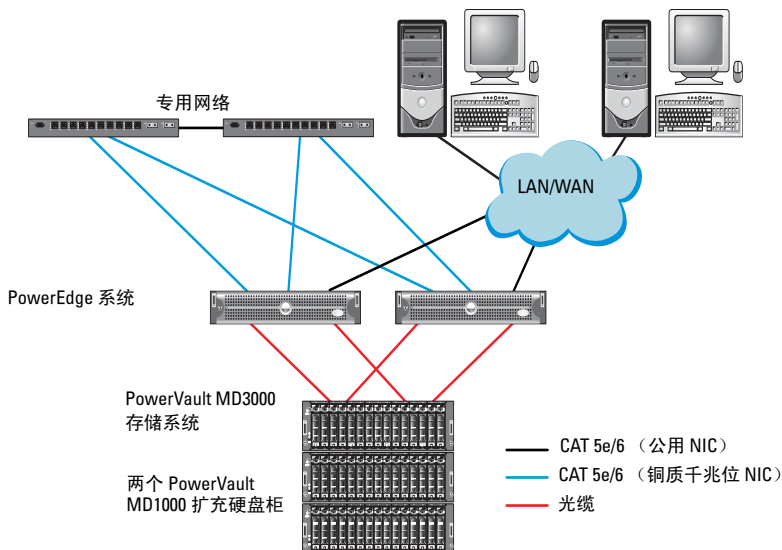 专用网络
LAN/WAN
PowerEdge 系统
PowerVault MD3000
存储系统
两个 PowerVault
MD1000 扩充硬盘柜
CAT 5e/6 （公用 NIC）
CAT 5e/6 （铜质千兆位 NIC）
光缆